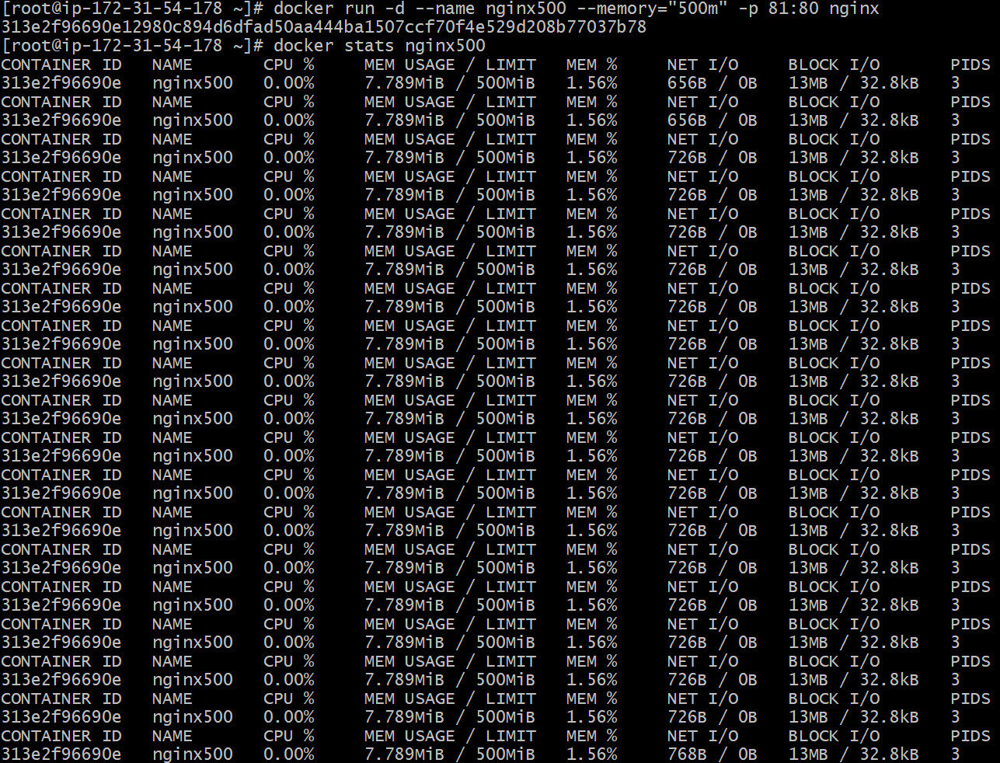 [root@ip-172-31-54-178 ~]# docker run -d --name nginx500 --memory="500m" -p 81:80 nginx
313e2f96690e12980c894d6dfad50aa444ba1507ccf70f4e529d208b77037b78
[root@ip-172-31-54-178 ~]# docker stats nginx500
CONTAINER ID   NAME       CPU %     MEM USAGE / LIMIT   MEM %     NET I/O     BLOCK I/O       PIDS
313e2f96690e   nginx500   0.00%     7.789MiB / 500MiB   1.56%     656B / 0B   13MB / 32.8kB   3
CONTAINER ID   NAME       CPU %     MEM USAGE / LIMIT   MEM %     NET I/O     BLOCK I/O       PIDS
313e2f96690e   nginx500   0.00%     7.789MiB / 500MiB   1.56%     656B / 0B   13MB / 32.8kB   3
CONTAINER ID   NAME       CPU %     MEM USAGE / LIMIT   MEM %     NET I/O     BLOCK I/O       PIDS
313e2f96690e   nginx500   0.00%     7.789MiB / 500MiB   1.56%     726B / 0B   13MB / 32.8kB   3
CONTAINER ID   NAME       CPU %     MEM USAGE / LIMIT   MEM %     NET I/O     BLOCK I/O       PIDS
313e2f96690e   nginx500   0.00%     7.789MiB / 500MiB   1.56%     726B / 0B   13MB / 32.8kB   3
CONTAINER ID   NAME       CPU %     MEM USAGE / LIMIT   MEM %     NET I/O     BLOCK I/O       PIDS
313e2f96690e   nginx500   0.00%     7.789MiB / 500MiB   1.56%     726B / 0B   13MB / 32.8kB   3
CONTAINER ID   NAME       CPU %     MEM USAGE / LIMIT   MEM %     NET I/O     BLOCK I/O       PIDS
313e2f96690e   nginx500   0.00%     7.789MiB / 500MiB   1.56%     726B / 0B   13MB / 32.8kB   3
CONTAINER ID   NAME       CPU %     MEM USAGE / LIMIT   MEM %     NET I/O     BLOCK I/O       PIDS
313e2f96690e   nginx500   0.00%     7.789MiB / 500MiB   1.56%     726B / 0B   13MB / 32.8kB   3
CONTAINER ID   NAME       CPU %     MEM USAGE / LIMIT   MEM %     NET I/O     BLOCK I/O       PIDS
313e2f96690e   nginx500   0.00%     7.789MiB / 500MiB   1.56%     726B / 0B   13MB / 32.8kB   3
CONTAINER ID   NAME       CPU %     MEM USAGE / LIMIT   MEM %     NET I/O     BLOCK I/O       PIDS
313e2f96690e   nginx500   0.00%     7.789MiB / 500MiB   1.56%     726B / 0B   13MB / 32.8kB   3
CONTAINER ID   NAME       CPU %     MEM USAGE / LIMIT   MEM %     NET I/O     BLOCK I/O       PIDS
313e2f96690e   nginx500   0.00%     7.789MiB / 500MiB   1.56%     726B / 0B   13MB / 32.8kB   3
CONTAINER ID   NAME       CPU %     MEM USAGE / LIMIT   MEM %     NET I/O     BLOCK I/O       PIDS
313e2f96690e   nginx500   0.00%     7.789MiB / 500MiB   1.56%     726B / 0B   13MB / 32.8kB   3
CONTAINER ID   NAME       CPU %     MEM USAGE / LIMIT   MEM %     NET I/O     BLOCK I/O       PIDS
313e2f96690e   nginx500   0.00%     7.789MiB / 500MiB   1.56%     726B / 0B   13MB / 32.8kB   3
CONTAINER ID   NAME       CPU %     MEM USAGE / LIMIT   MEM %     NET I/O     BLOCK I/O       PIDS
313e2f96690e   nginx500   0.00%     7.789MiB / 500MiB   1.56%     726B / 0B   13MB / 32.8kB   3
CONTAINER ID   NAME       CPU %     MEM USAGE / LIMIT   MEM %     NET I/O     BLOCK I/O       PIDS
313e2f96690e   nginx500   0.00%     7.789MiB / 500MiB   1.56%     726B / 0B   13MB / 32.8kB   3
CONTAINER ID   NAME       CPU %     MEM USAGE / LIMIT   MEM %     NET I/O     BLOCK I/O       PIDS
313e2f96690e   nginx500   0.00%     7.789MiB / 500MiB   1.56%     726B / 0B   13MB / 32.8kB   3
CONTAINER ID   NAME       CPU %     MEM USAGE / LIMIT   MEM %     NET I/O     BLOCK I/O       PIDS
313e2f96690e   nginx500   0.00%     7.789MiB / 500MiB   1.56%     726B / 0B   13MB / 32.8kB   3
CONTAINER ID   NAME       CPU %     MEM USAGE / LIMIT   MEM %     NET I/O     BLOCK I/O       PIDS
313e2f96690e   nginx500   0.00%     7.789MiB / 500MiB   1.56%     726B / 0B   13MB / 32.8kB   3
CONTAINER ID   NAME       CPU %     MEM USAGE / LIMIT   MEM %     NET I/O     BLOCK I/O       PIDS
313e2f96690e   nginx500   0.00%     7.789MiB / 500MiB   1.56%     726B / 0B   13MB / 32.8kB   3
CONTAINER ID   NAME       CPU %     MEM USAGE / LIMIT   MEM %     NET I/O     BLOCK I/O       PIDS
313e2f96690e   nginx500   0.00%     7.789MiB / 500MiB   1.56%     768B / 0B   13MB / 32.8kB   3